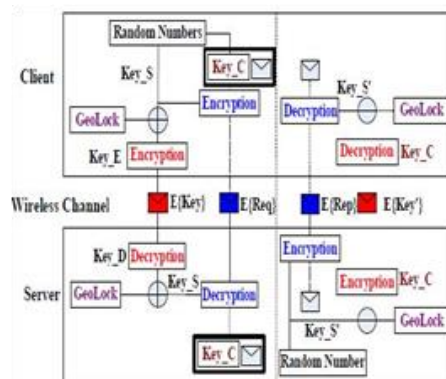 Random Numbers
Client
Key_S
Key_C
GeoLock
Encryption
Key_E
Encryption
Key_S'
Decryption
GeoLock
Decryption
Key_C
Wireless Channel
E{Key}
E{Req}
E{Rep}
E{Key'}
Server
Key_D
Decryption
Key_S
GeoLock
Decryption
Key_C
Encryption
Encryption
Key_C
GeoLock
Key_S'
Random Number